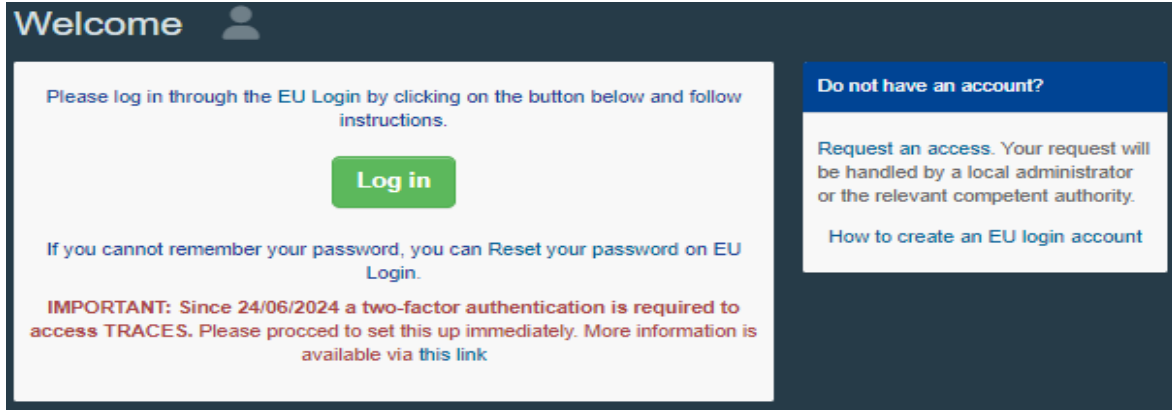 Welcome
Please log in through the EU Login by clicking on the button below and follow
instructions.
Log in
If you cannot remember your password, you can Reset your password on EU
Login.
IMPORTANT: Since 24/06/2024 a two-factor authentication is required to
access TRACES. Please procced to set this up immediately. More information is
available via this link
Do not have an account?
Request an access. Your request will
be handled by a local administrator
or the relevant competent authority.
How to create an EU login account